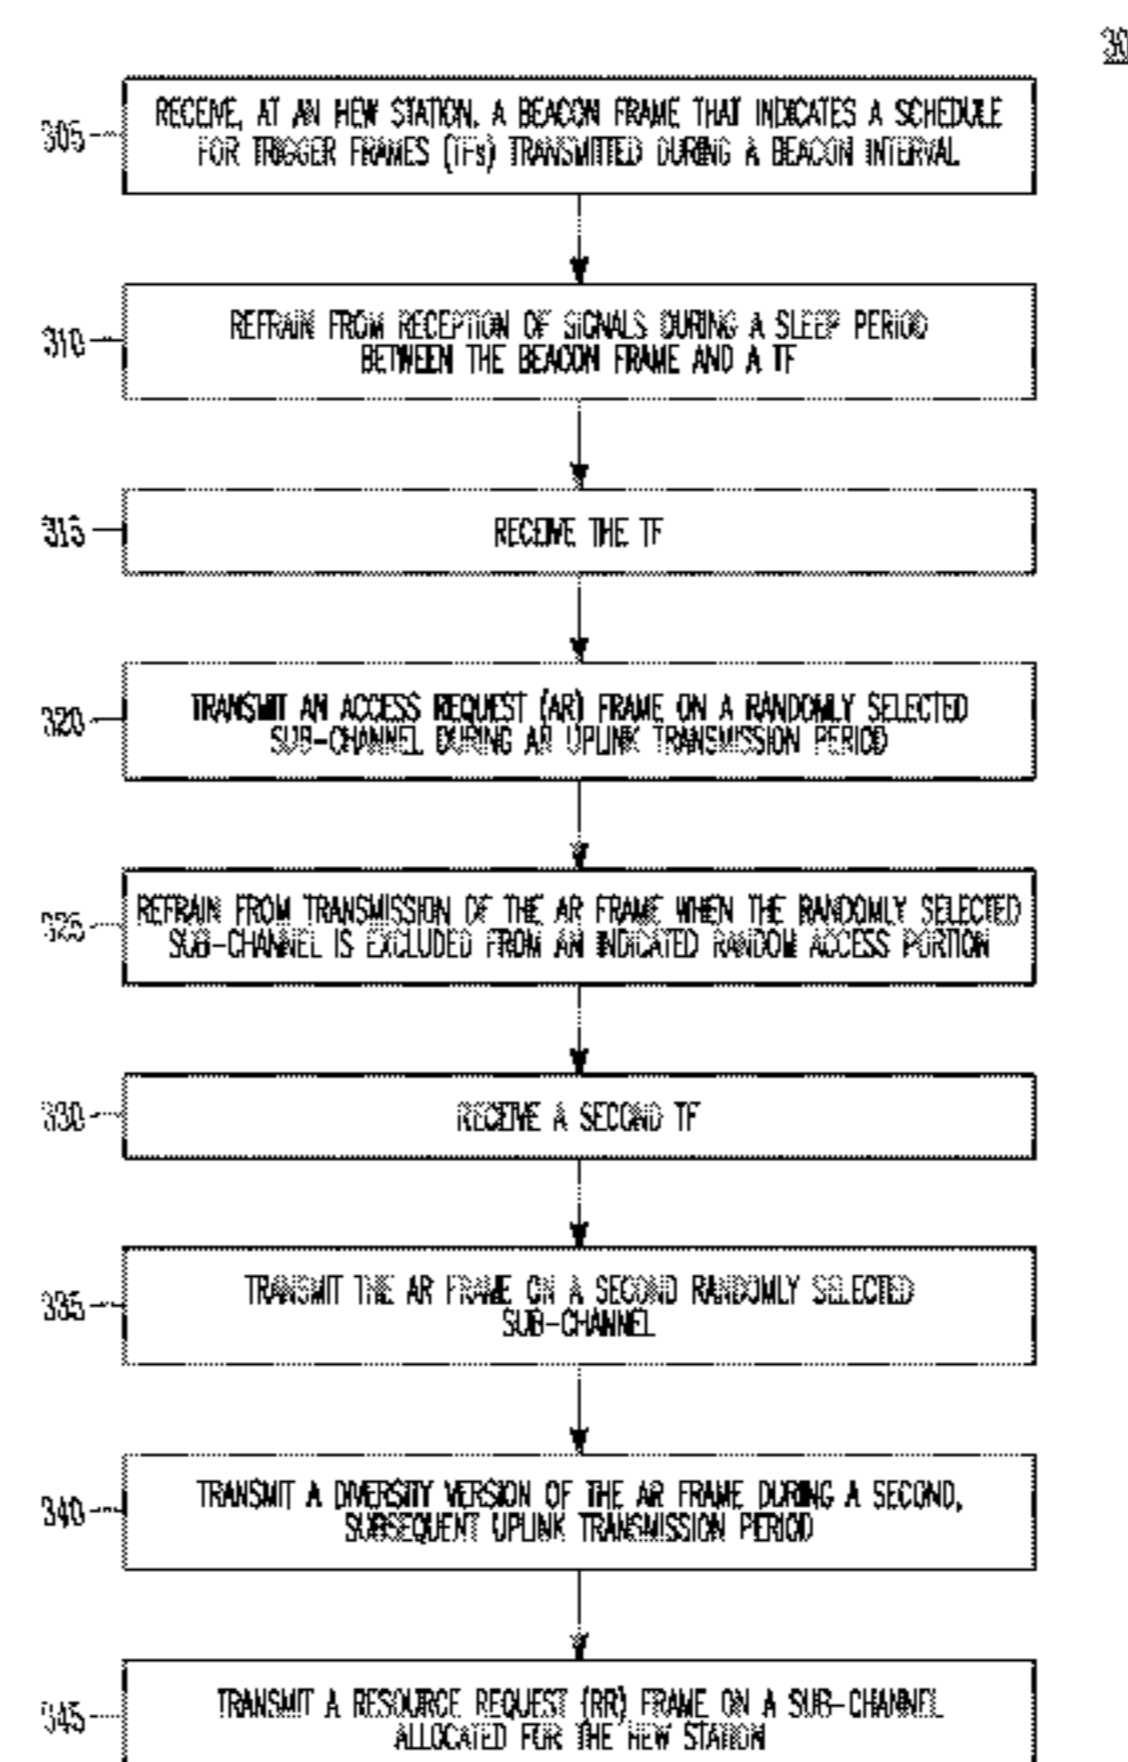 305
RECEIVE, AT AN HEW STATION, A BEACON FRAME THAT INDICATES A SCHEDULE
FOR TRIGGER FRAMES (TFs) TRANSMITTED DURING A BEACON INTERVAL
310
REFRAIN FROM RECEPTION OF SIGNALS DURING A SLEEP PERIOD
BETWEEN THE BEACON FRAME AND A TF
315
RECEIVE THE TF
320
TRANSMIT AN ACCESS REQUEST (AR) FRAME ON A RANDOMLY SELECTED
SUB-CHANNEL DURING AR UPLINK TRANSMISSION PERIOD
325
REFRAIN FROM TRANSMISSION OF THE AR FRAME WHEN THE RANDOMLY SELECTED
SUB-CHANNEL IS EXCLUDED FROM AN INDICATED RANDOM ACCESS PORTION
330
RECEIVE A SECOND TF
335
TRANSMIT THE AR FRAME ON A SECOND RANDOMLY SELECTED
SUB-CHANNEL
340
TRANSMIT A DIVERSITY VERSION OF THE AR FRAME DURING A SECOND,
SUBSEQUENT UPLINK TRANSMISSION PERIOD
345
TRANSMIT A RESOURCE REQUEST (RR) FRAME ON A SUB-CHANNEL
ALLOCATED FOR THE HEW STATION